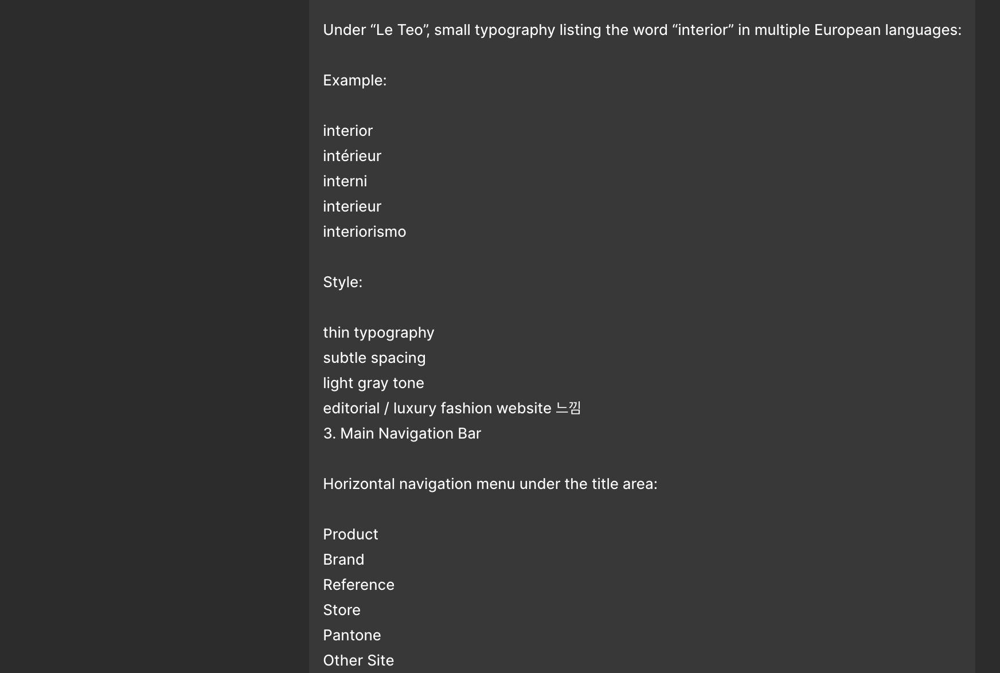 Under “Le Teo”, small typography listing the word “interior” in multiple European languages:
Example:
interior
intérieur
interni
interieur
interiorismo
Style:
thin typography
subtle spacing
light gray tone
editorial / luxury fashion website 느낌
3. Main Navigation Bar
Horizontal navigation menu under the title area:
Product
Brand
Reference
Store
Pantone
Other Site